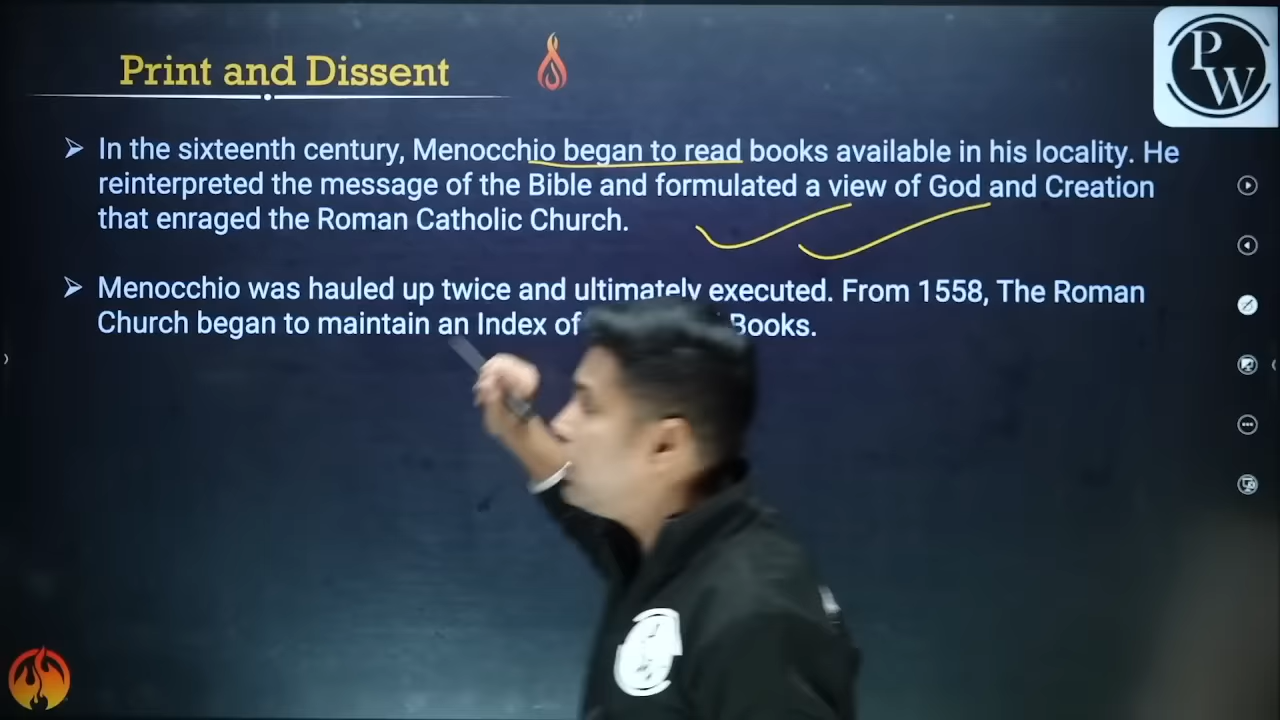 Print and Dissent
PW
In the sixteenth century, Menocchio began to read books available in his locality. He
reinterpreted the message of the Bible and formulated a view of God and Creation
that enraged the Roman Catholic Church.
Menocchio was hauled up twice and ultimately executed. From 1558, The Roman
Church began to maintain an Index of Books.